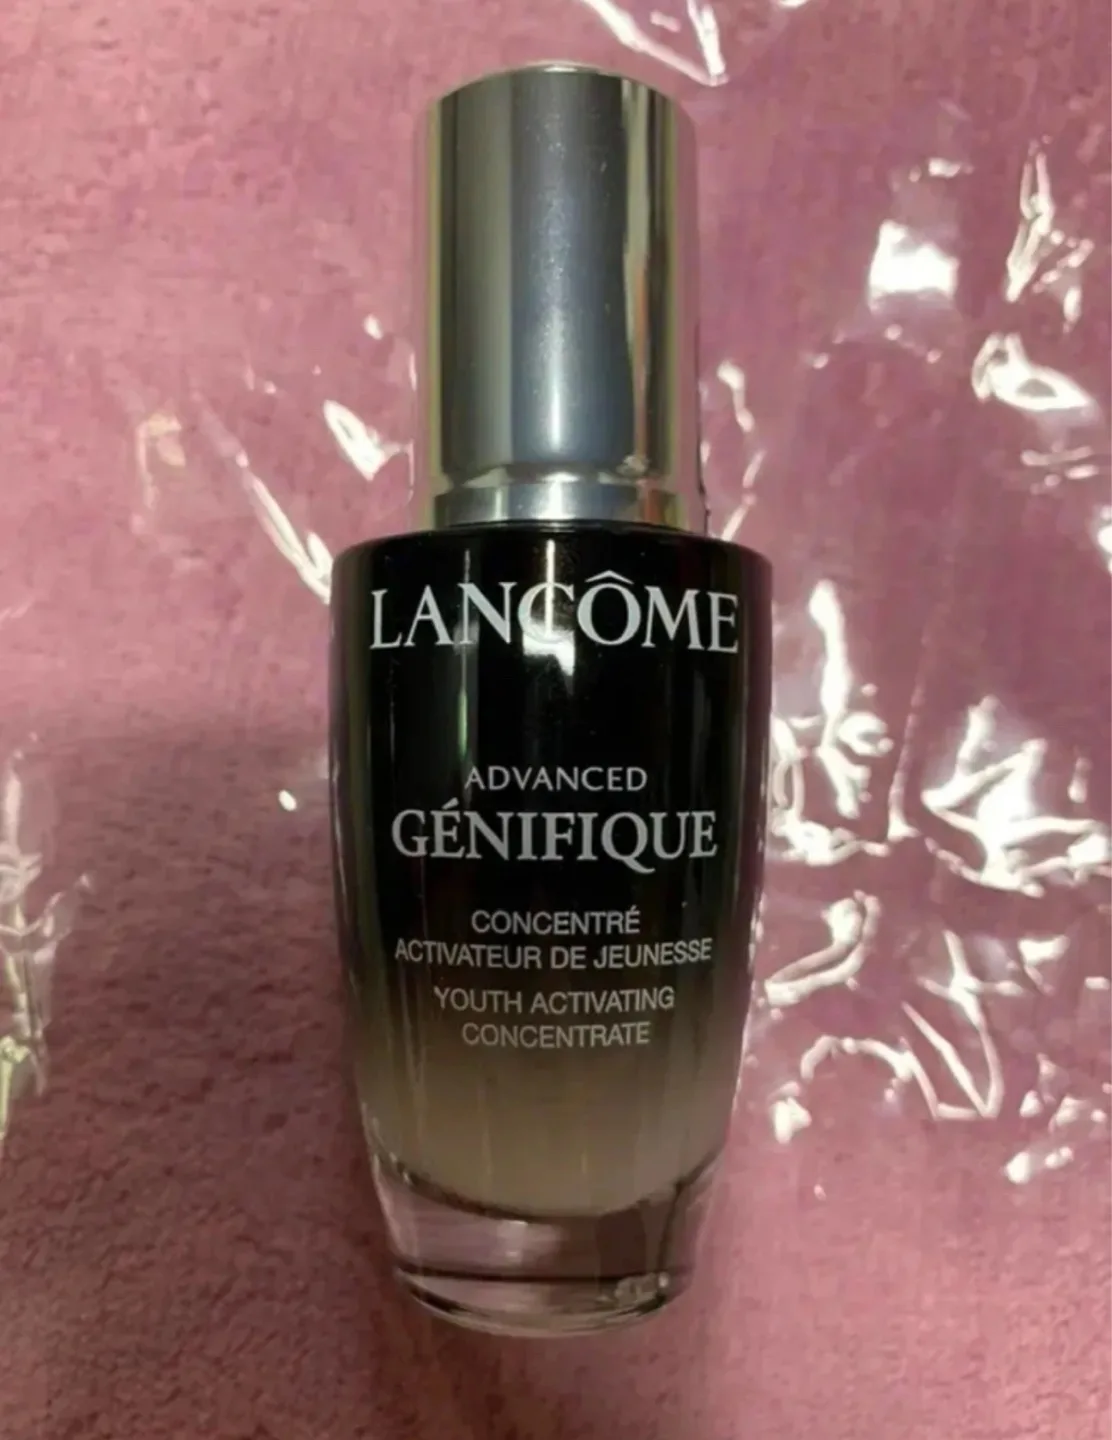 LANCÔME
ADVANCED
GÉNIFIQUE
CONCENTRÉ
ACTIVATEUR DE JEUNESSE
YOUTH ACTIVATING
CONCENTRATE